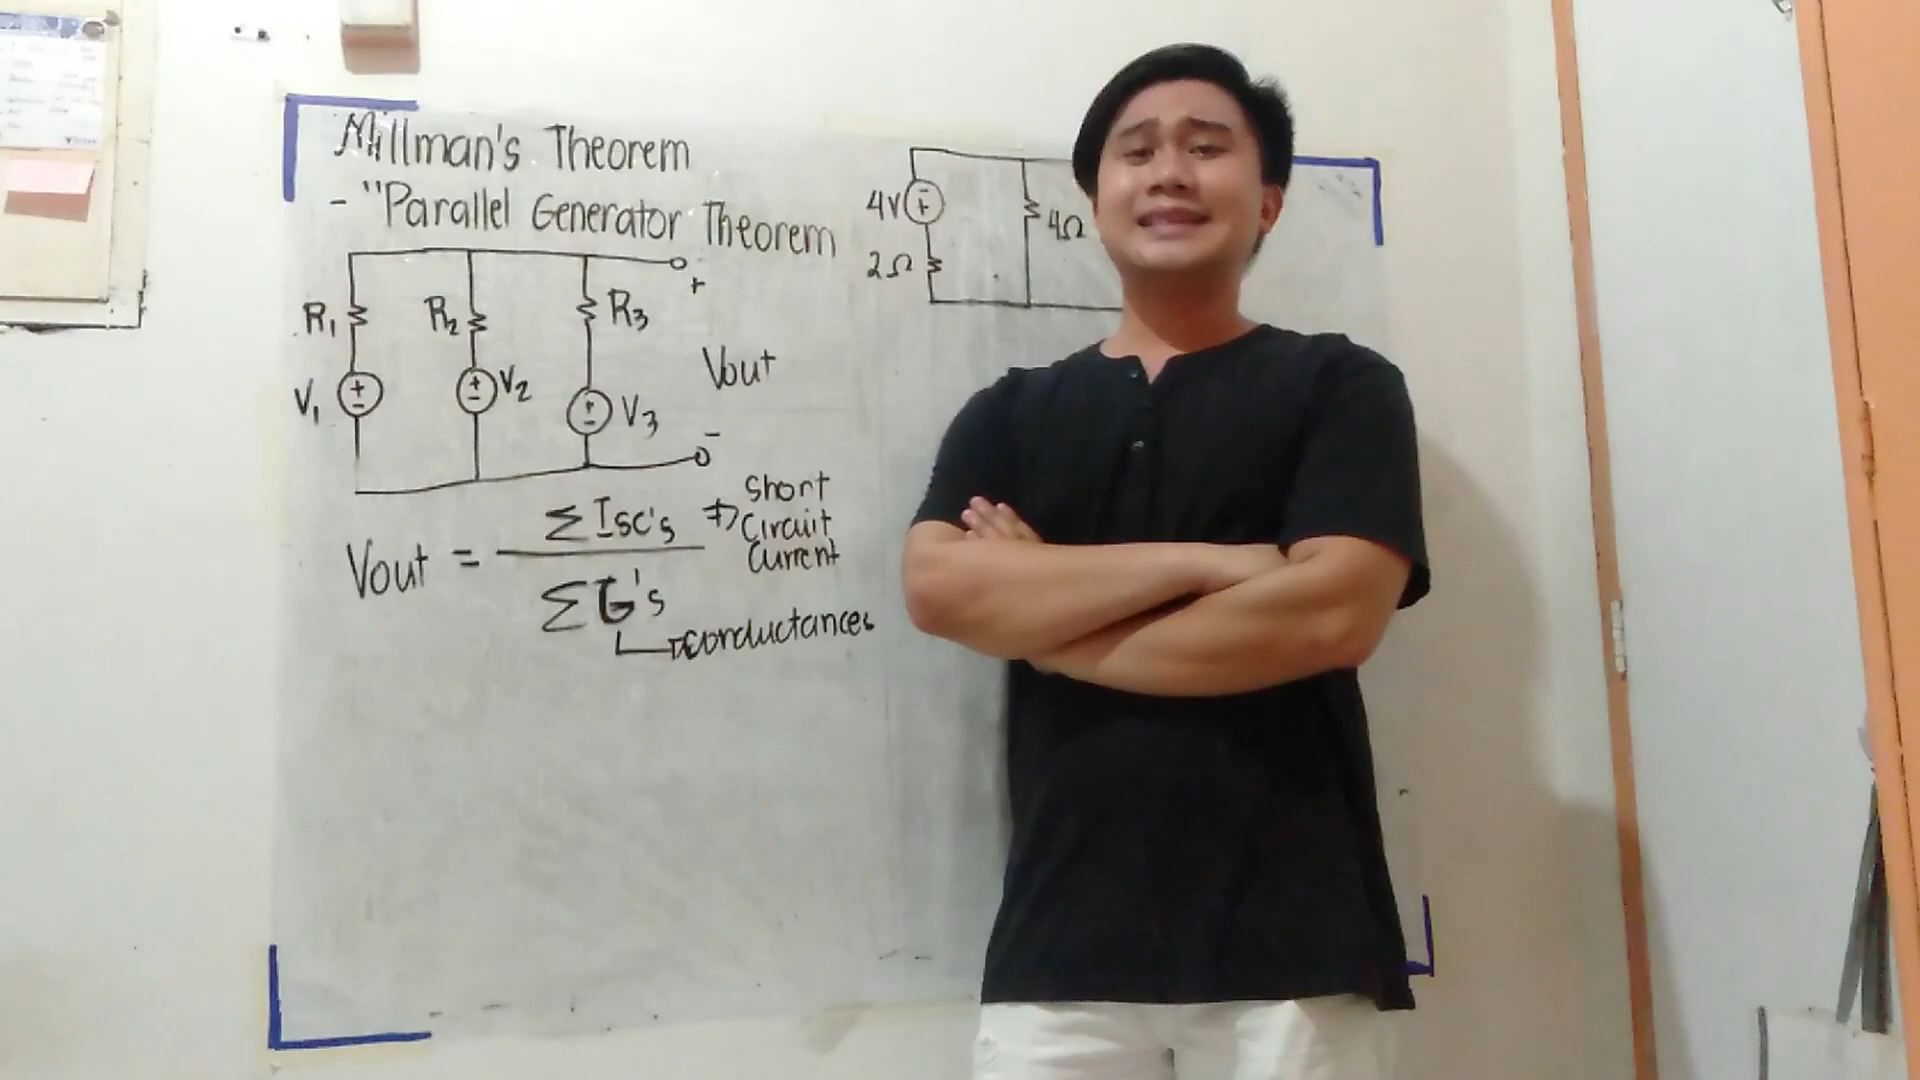 Millman's Theorem
- "Parallel Generator Theorem
R1
R2
R3
+
V1
+
-
+
-
V2
+
-
V3
Vout
-
Vout = ΣIsc's / ΣG's
Short
Circuit
Current
conductances
4V
-
+
4Ω
2Ω